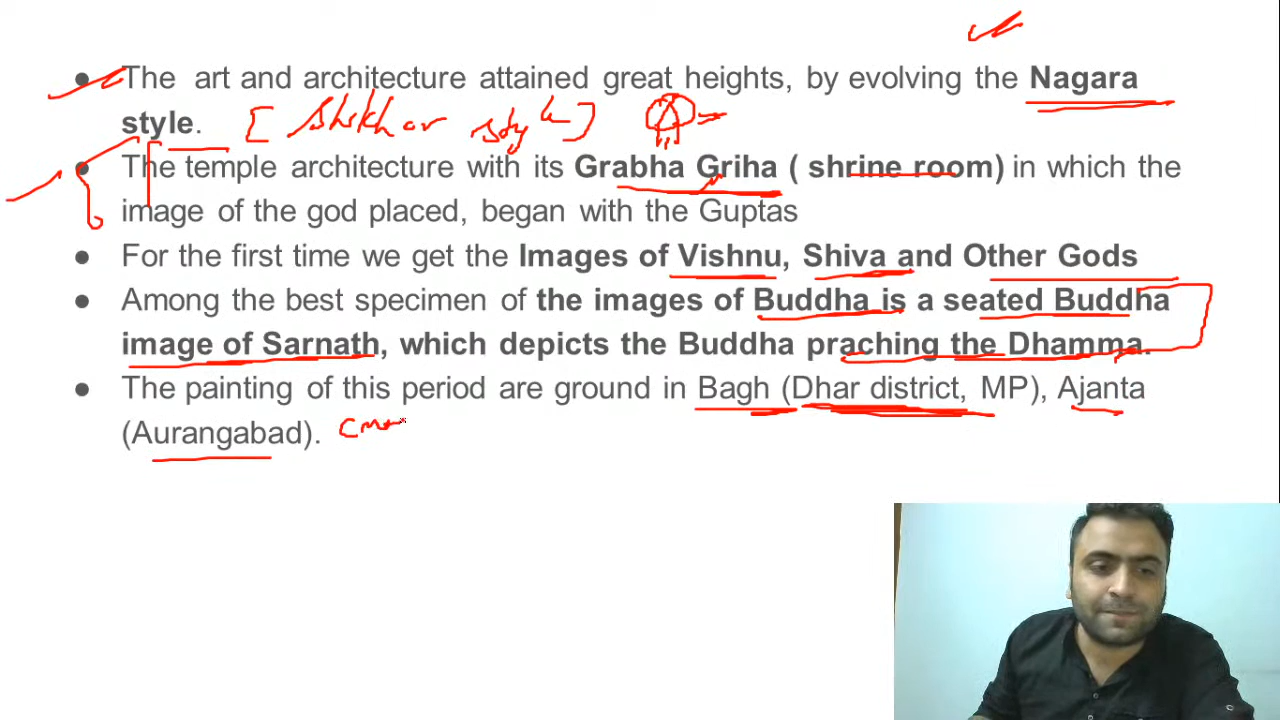 ● The art and architecture attained great heights, by evolving the Nagara
style. [Shikhar style]
● The temple architecture with its Grabha Griha ( shrine room) in which the
image of the god placed, began with the Guptas
● For the first time we get the Images of Vishnu, Shiva and Other Gods
● Among the best specimen of the images of Buddha is a seated Buddha
image of Sarnath, which depicts the Buddha praching the Dhamma.
● The painting of this period are ground in Bagh (Dhar district, MP), Ajanta
(Aurangabad).